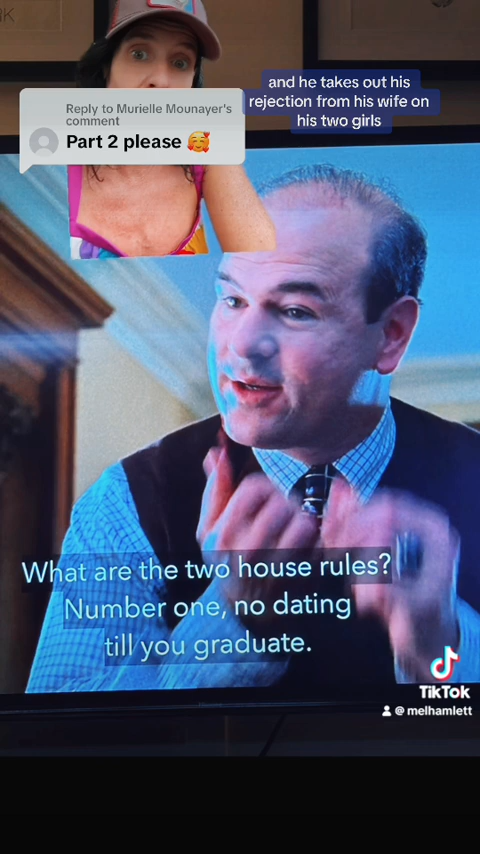 RK
Reply to Murielle Mounayer's
comment
Part 2 please 🥰
and he takes out his
rejection from his wife on
his two girls
What are the two house rules?
Number one, no dating
till you graduate.
TikTok
@ melhamlett